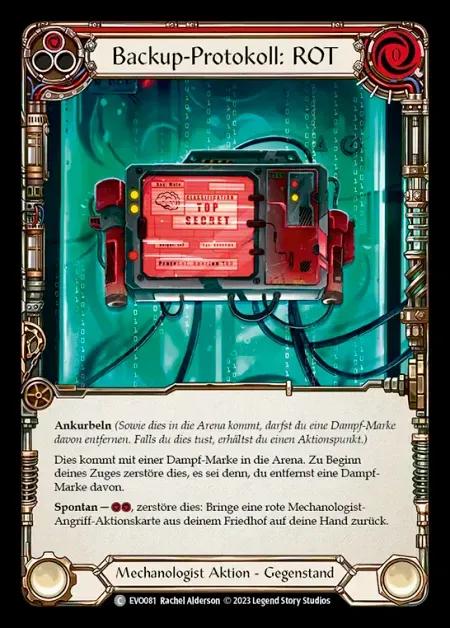 Backup-Protokoll: ROT
0
CLASSIFICATION
TOP
SECRET
Ankurbeln (Sowie dies in die Arena kommt, darfst du eine Dampf-Marke
davon entfernen. Falls du dies tust, erhältst du einen Aktionspunkt.)
Dies kommt mit einer Dampf-Marke in die Arena. Zu Beginn
deines Zuges zerstöre dies, es sei denn, du entfernst eine Dampf-
Marke davon.
Spontan — , zerstöre dies: Bringe eine rote Mechanologist-
Angriff-Aktionskarte aus deinem Friedhof auf deine Hand zurück.
Mechanologist Aktion - Gegenstand
C EVO081 Rachel Alderson © 2023 Legend Story Studios